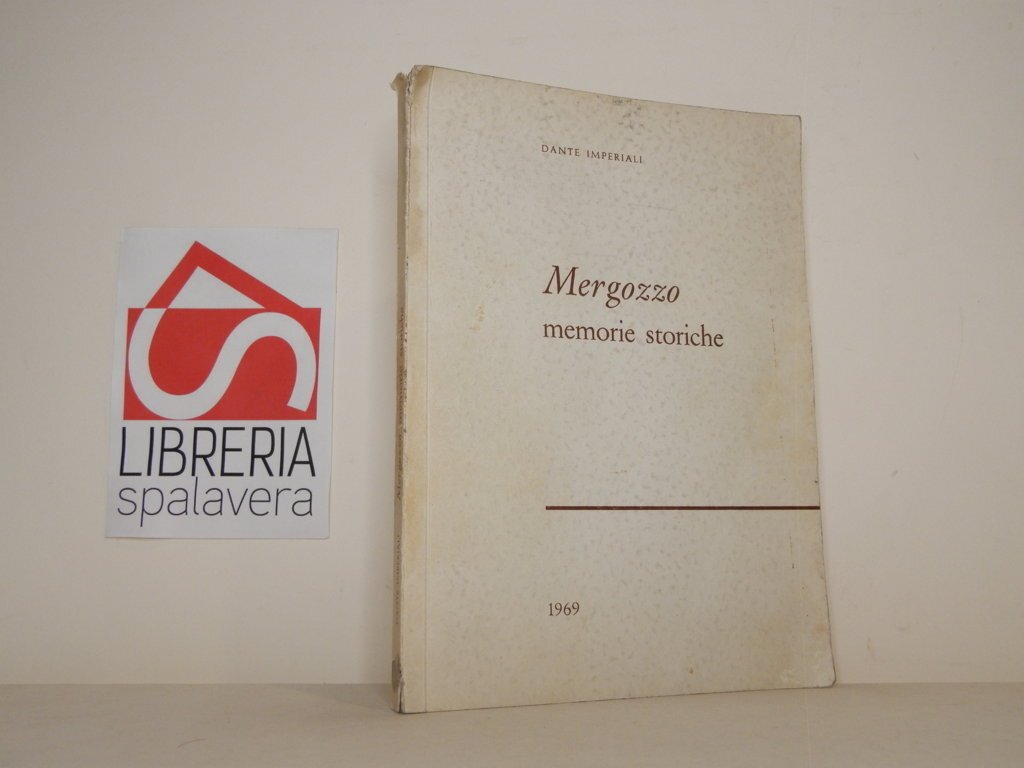 LIBRERIA
spalavera
DANTE IMPERIALI
Mergozzo
memorie storiche
1969